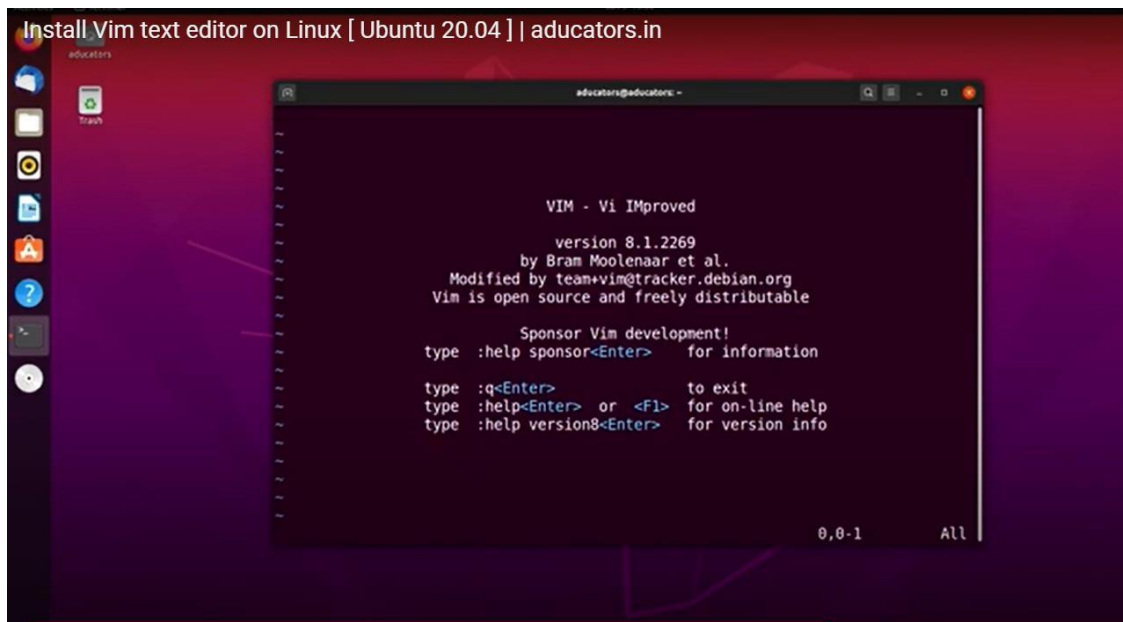 Install Vim text editor on Linux [ Ubuntu 20.04 ] | aducators.in
educators
Trash
aducators@aducators: ~
~
~
~
~
~
VIM - Vi IMproved
~
~
version 8.1.2269
~
by Bram Moolenaar et al.
~
Modified by team+vim@tracker.debian.org
~
Vim is open source and freely distributable
~
~
Sponsor Vim development!
~
type :help sponsor<Enter> for information
~
~
type :q<Enter> to exit
~
type :help<Enter> or <F1> for on-line help
~
type :help version8<Enter> for version info
~
~
~
~
~
0,0-1 All